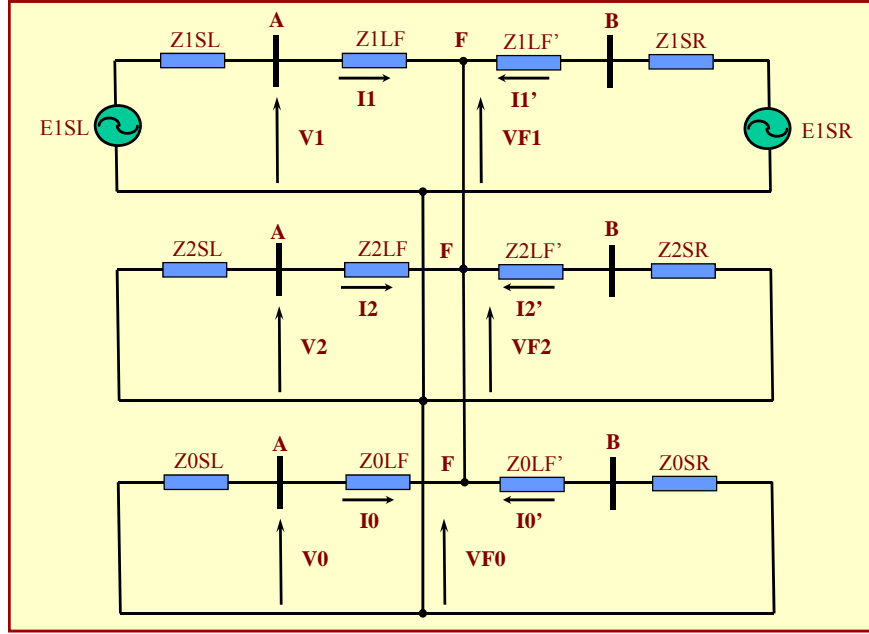 Z1SL A Z1LF F Z1LF’ B Z1SR
I1 I1’
E1SL V1 VF1 E1SR
Z2SL A Z2LF F Z2LF’ B Z2SR
I2 I2’
V2 VF2
Z0SL A Z0LF F Z0LF’ B Z0SR
I0 I0’
V0 VF0